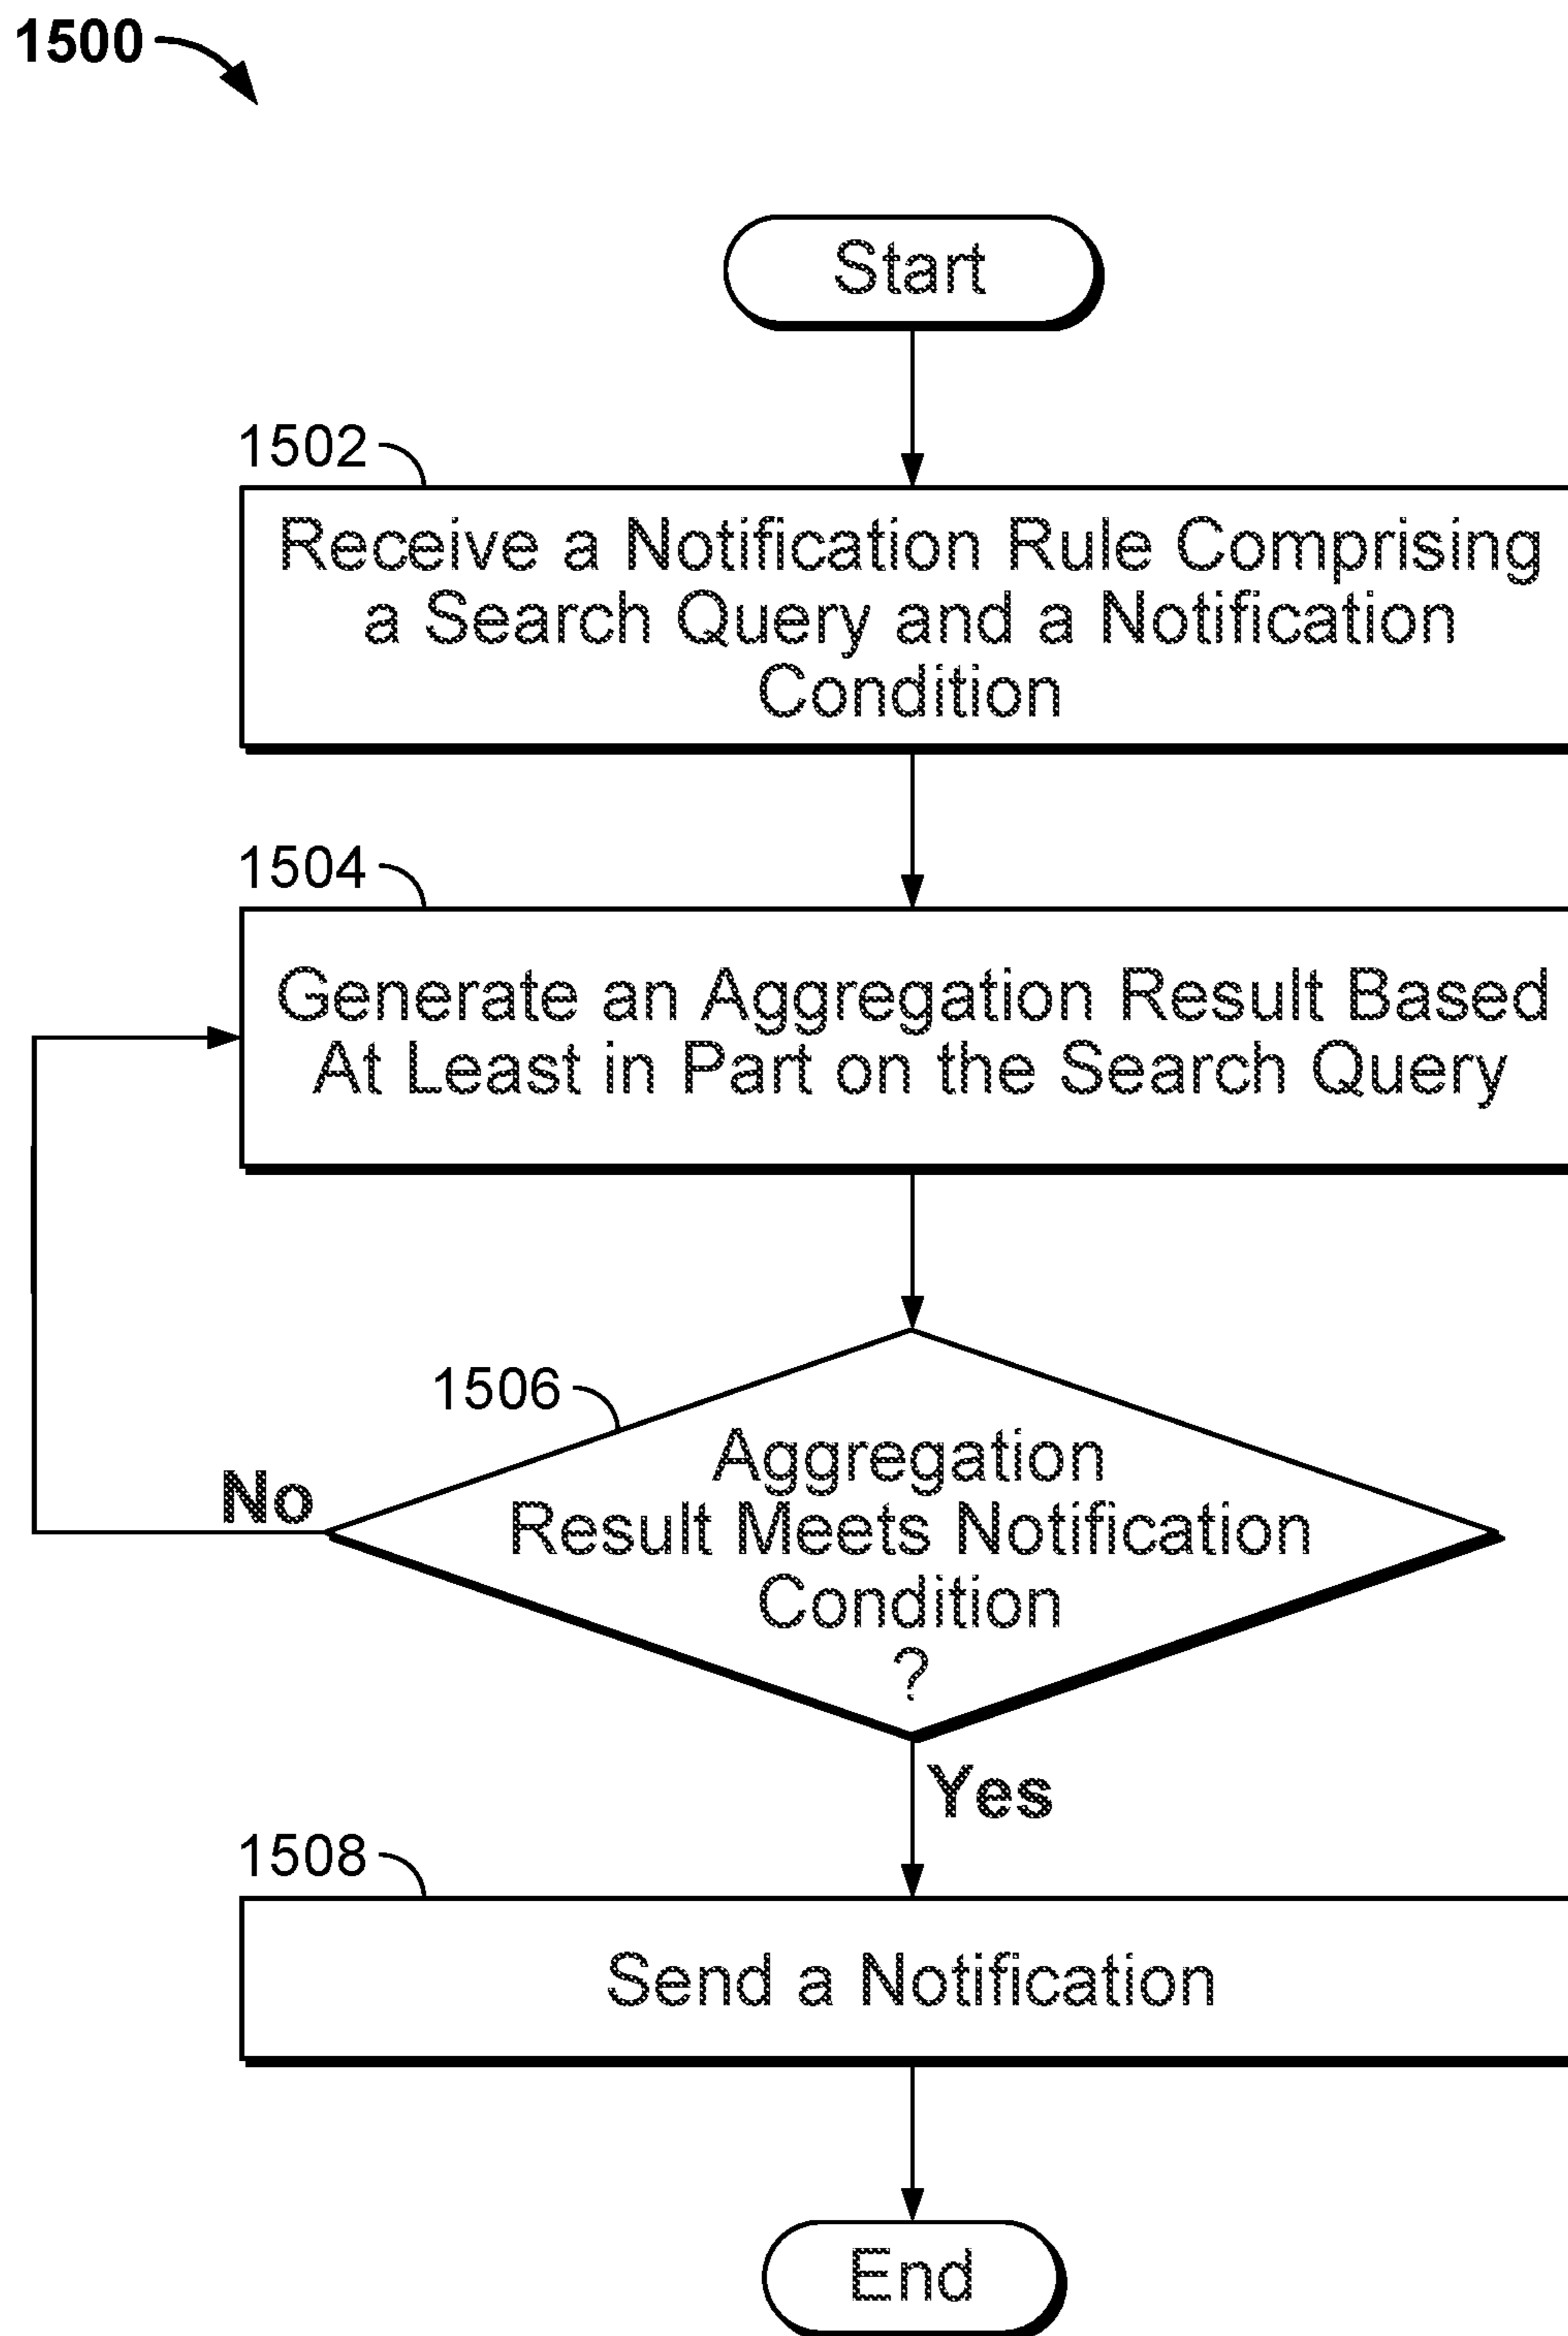 1500
Start
1502
Receive a Notification Rule Comprising
a Search Query and a Notification
Condition
1504
Generate an Aggregation Result Based
At Least in Part on the Search Query
1506
Aggregation
Result Meets Notification
Condition
?
No
Yes
1508
Send a Notification
End